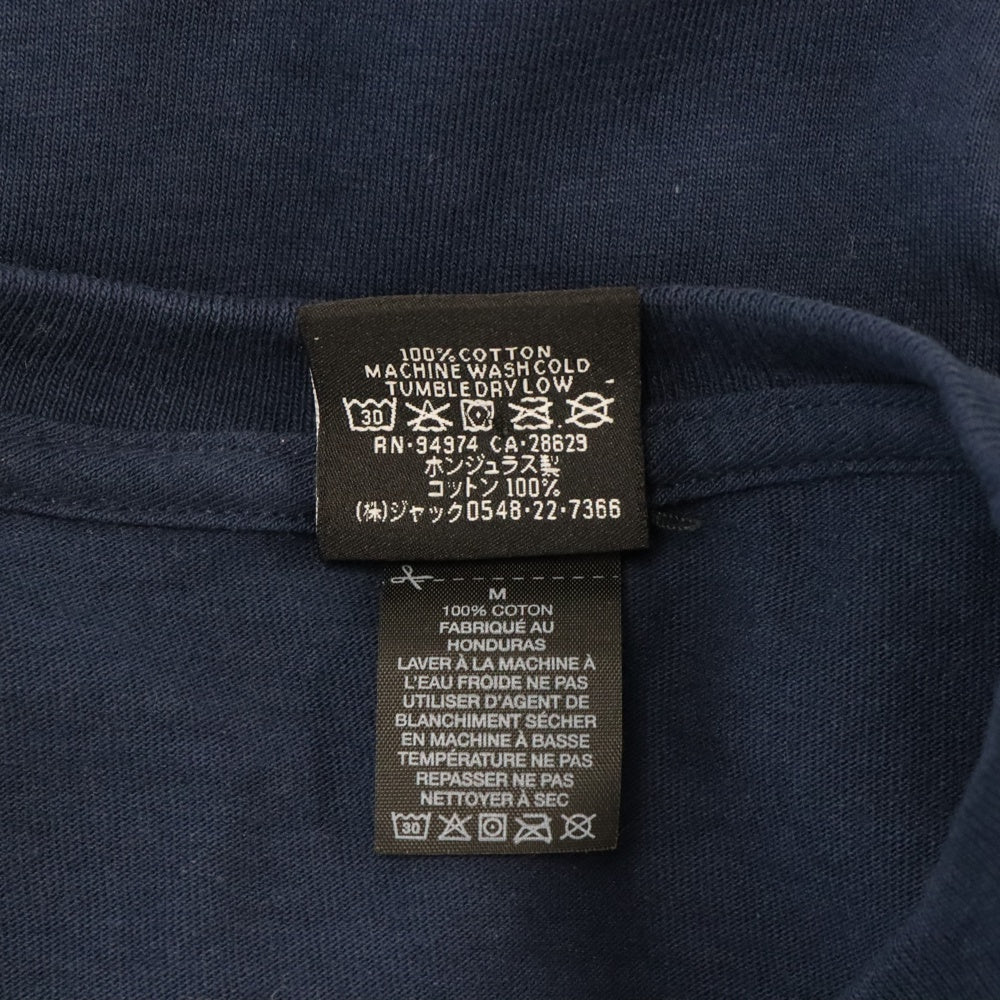 100% COTTON
MACHINE WASH COLD
TUMBLE DRY LOW
30
RN·94974 CA·28629
ホンジュラス製
コットン 100%
(株)ジャック0548·22·7366
M
100% COTON
FABRIQUÉ AU
HONDURAS
LAVER À LA MACHINE À
L'EAU FROIDE NE PAS
UTILISER D'AGENT DE
BLANCHIMENT SÉCHER
EN MACHINE À BASSE
TEMPÉRATURE NE PAS
REPASSER NE PAS
NETTOYER À SEC
30